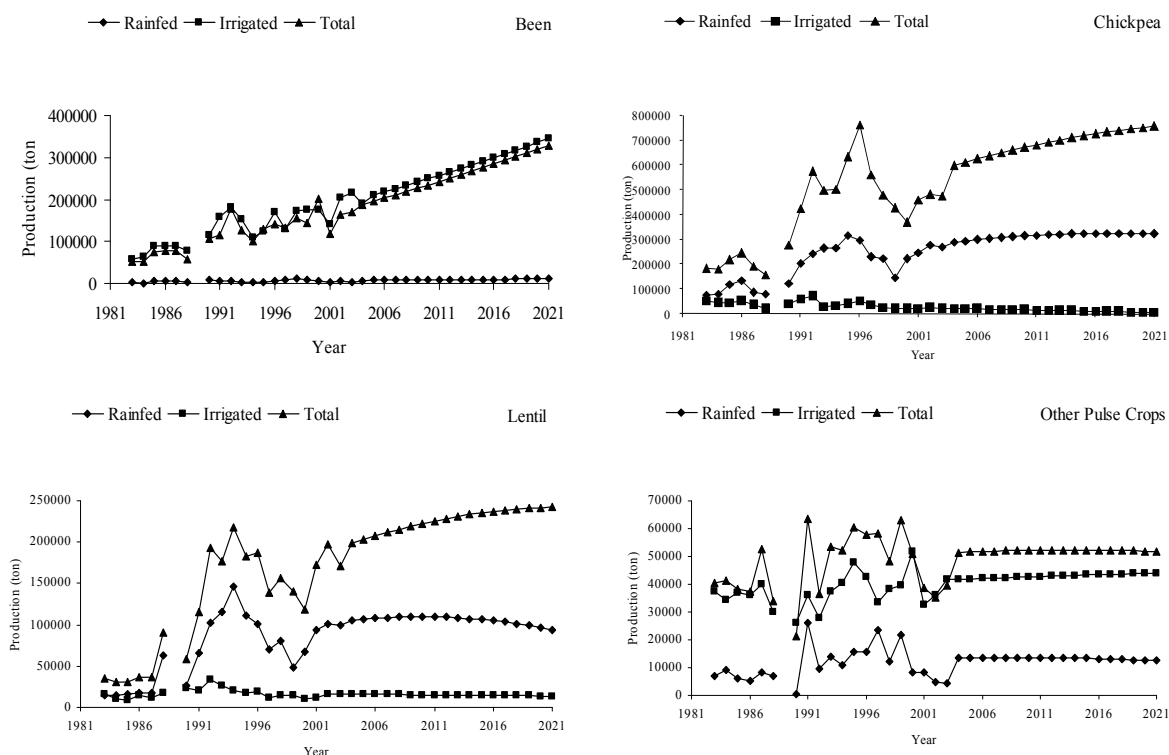 Rainfed Irrigated Total
Been
Production (ton
400000
300000
200000
100000
0
1981 1986 1991 1996 2001 2006 2011 2016 2021
Year
Rainfed Irrigated Total
Chickpea
Production (ton)
800000
700000
600000
500000
400000
300000
200000
100000
0
1981 1986 1991 1996 2001 2006 2011 2016 2021
Year
Rainfed Irrigated Total
Lentil
Production (ton)
250000
200000
150000
100000
50000
0
1981 1986 1991 1996 2001 2006 2011 2016 2021
Year
Rainfed Irrigated Total
Other Pulse Crops
Production (ton)
70000
60000
50000
40000
30000
20000
10000
0
1981 1986 1991 1996 2001 2006 2011 2016 2021
Year